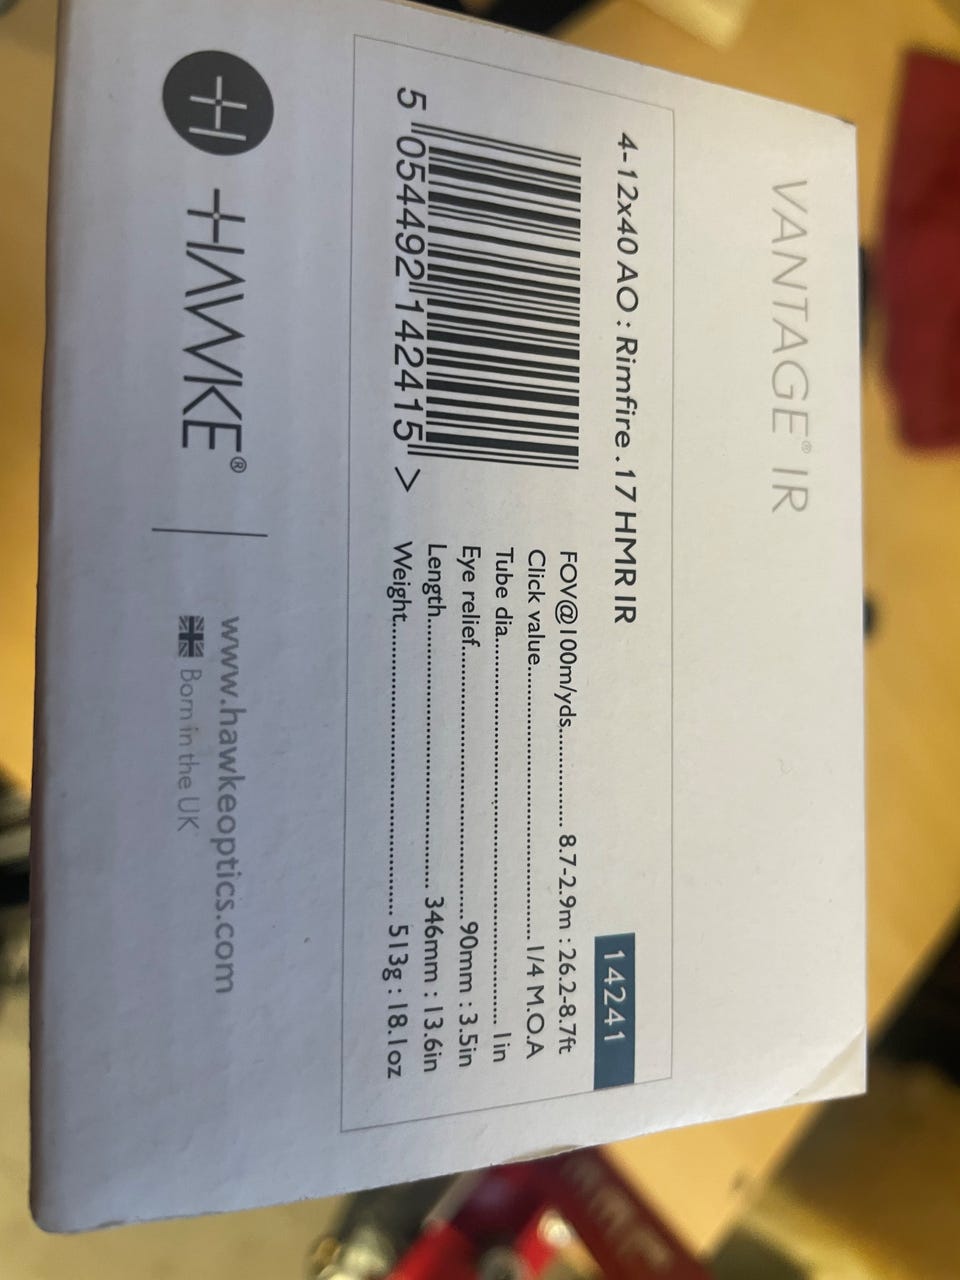 VANTAGE® IR
4-12x40 AO : Rimfire .17 HMR IR
14241
5 054492 142415 >
FOV@100m/yds............ 8.7-2.9m : 26.2-8.7ft
Click value................................ 1/4 M.O.A
Tube dia............................................. 1in
Eye relief................................ 90mm : 3.5in
Length................................ 346mm : 13.6in
Weight................................ 513g : 18.1oz
HAWKE®
www.hawkeoptics.com
Born in the UK